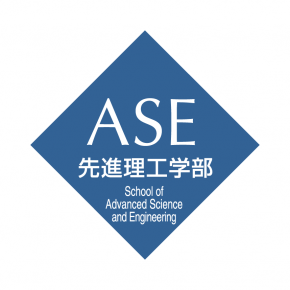 ASE
先進理工学部
School of
Advanced Science
and Engineering